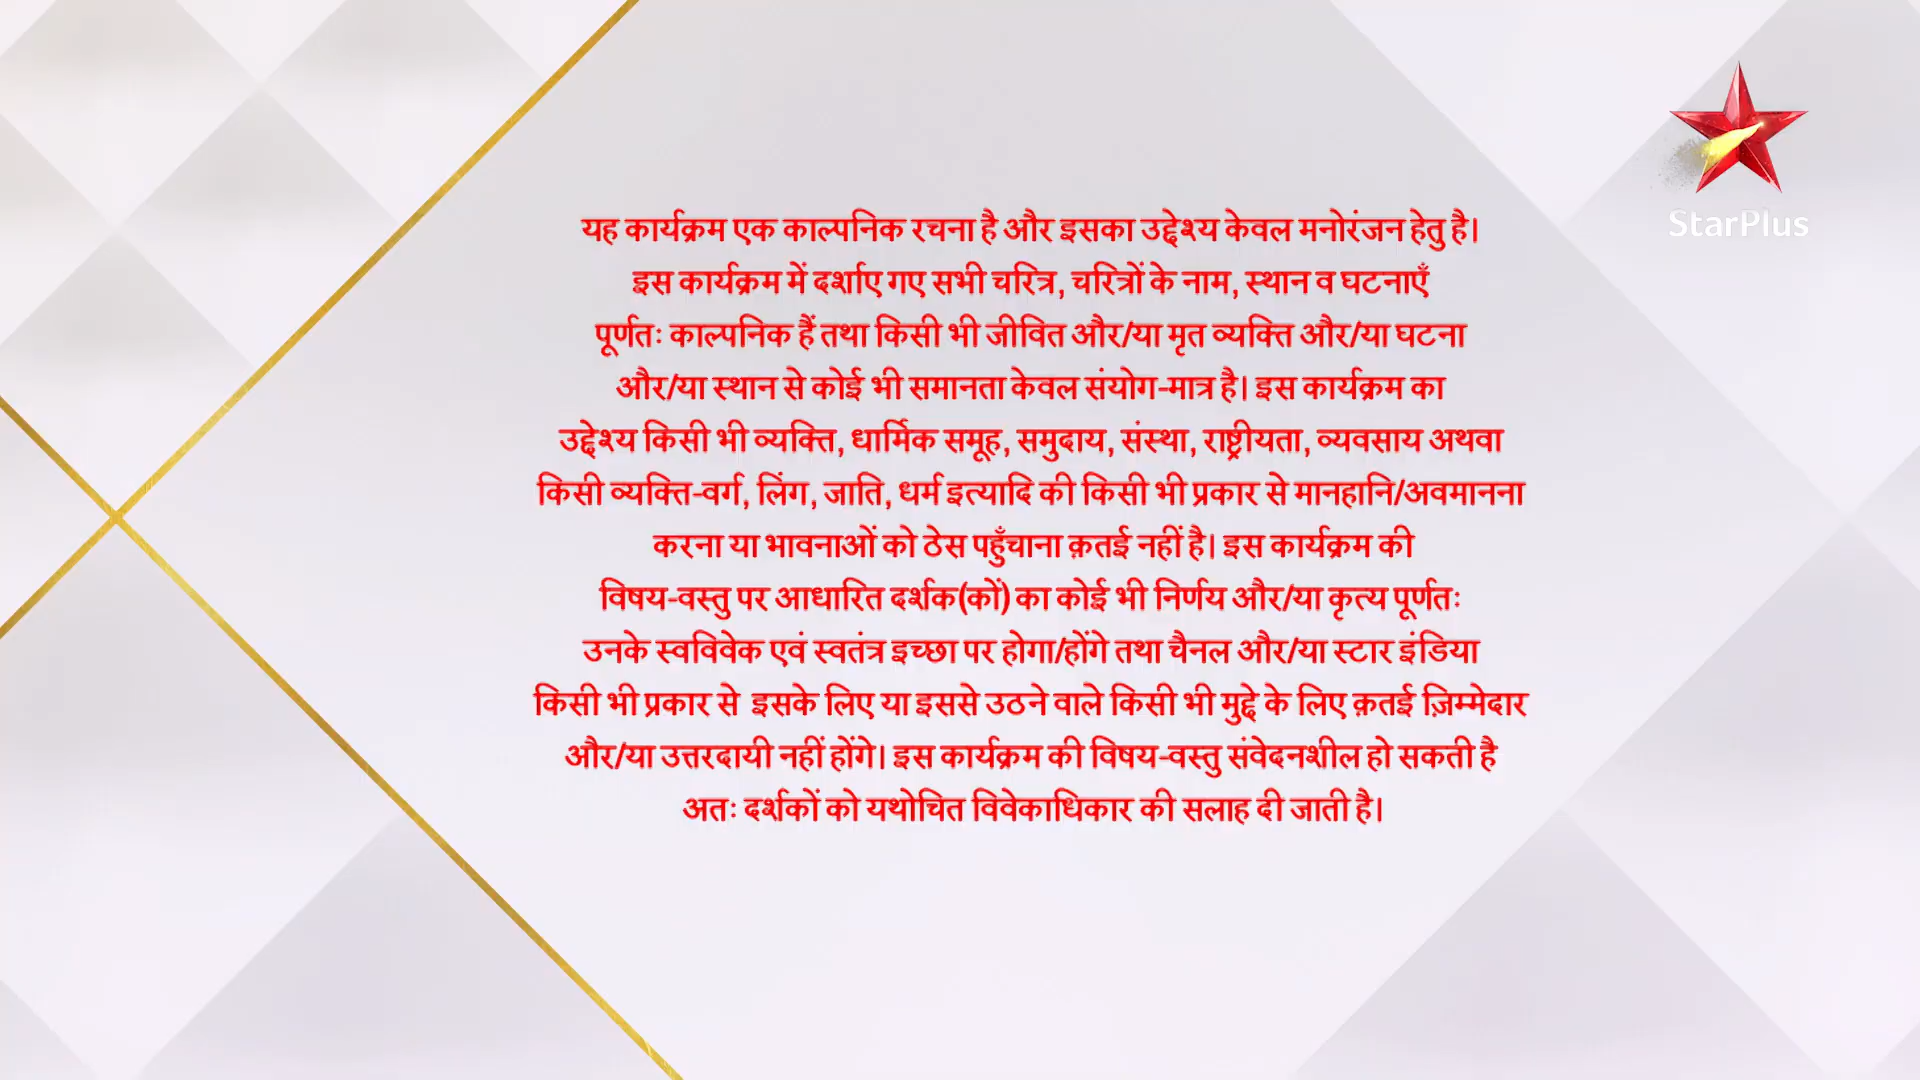 StarPlus
यह कार्यक्रम एक काल्पनिक रचना है और इसका उद्देश्य केवल मनोरंजन हेतु है।
इस कार्यक्रम में दर्शाए गए सभी चरित्र, चरित्रों के नाम, स्थान व घटनाएँ
पूर्णतः काल्पनिक हैं तथा किसी भी जीवित और/या मृत व्यक्ति और/या घटना
और/या स्थान से कोई भी समानता केवल संयोग-मात्र है। इस कार्यक्रम का
उद्देश्य किसी भी व्यक्ति, धार्मिक समूह, समुदाय, संस्था, राष्ट्रीयता, व्यवसाय अथवा
किसी व्यक्ति-वर्ग, लिंग, जाति, धर्म इत्यादि की किसी भी प्रकार से मानहानि/अवमानना
करना या भावनाओं को ठेस पहुँचाना क़तई नहीं है। इस कार्यक्रम की
विषय-वस्तु पर आधारित दर्शक(कों) का कोई भी निर्णय और/या कृत्य पूर्णतः
उनके स्वविवेक एवं स्वतंत्र इच्छा पर होगा/होंगे तथा चैनल और/या स्टार इंडिया
किसी भी प्रकार से इसके लिए या इससे उठने वाले किसी भी मुद्दे के लिए क़तई ज़िम्मेदार
और/या उत्तरदायी नहीं होंगे। इस कार्यक्रम की विषय-वस्तु संवेदनशील हो सकती है
अतः दर्शकों को यथोचित विवेकाधिकार की सलाह दी जाती है।